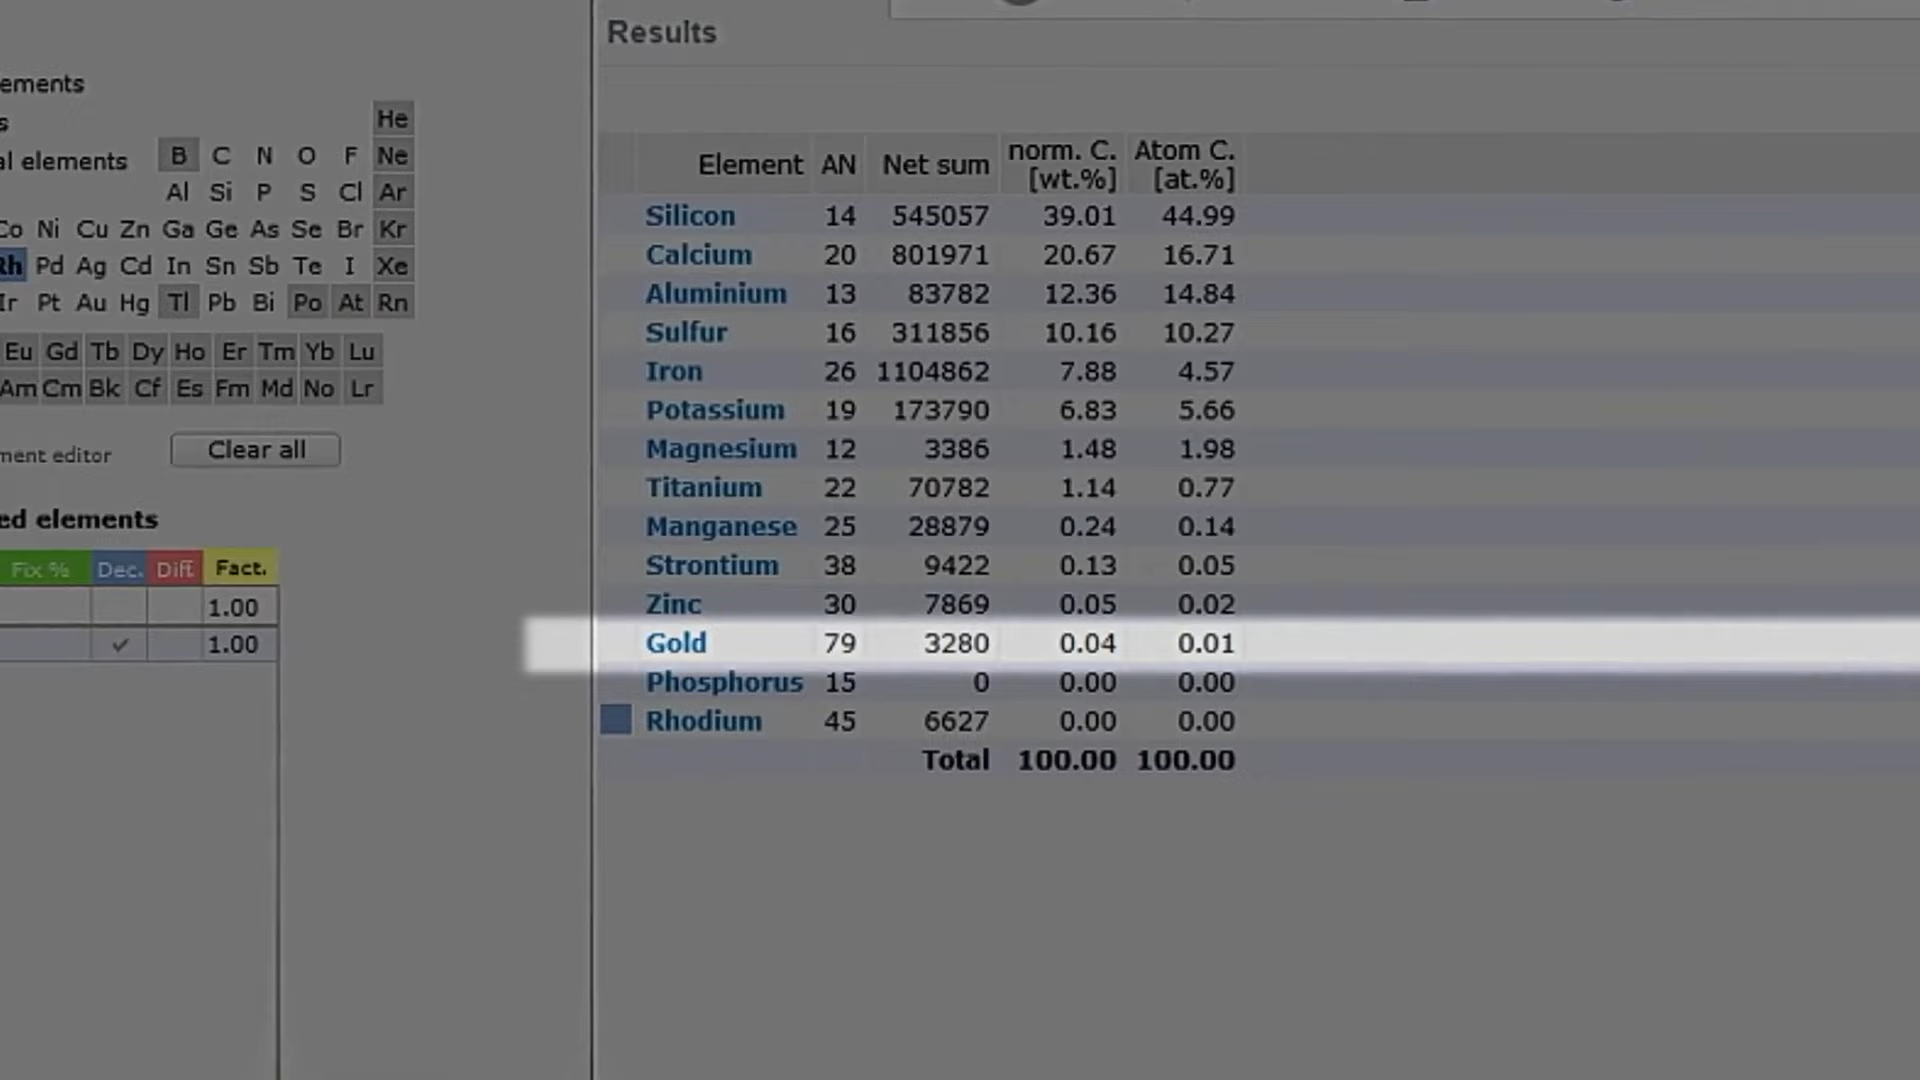 Results
ements
s
al elements
He
B C N O F Ne
Al Si P S Cl Ar
Co Ni Cu Zn Ga Ge As Se Br Kr
Rh Pd Ag Cd In Sn Sb Te I Xe
Ir Pt Au Hg Tl Pb Bi Po At Rn
Eu Gd Tb Dy Ho Er Tm Yb Lu
Am Cm Bk Cf Es Fm Md No Lr
ment editor Clear all
ed elements
Fix % Dec. Diff. Fact.
1.00
✓ 1.00
Element AN Net sum norm. C. [wt.%] Atom C. [at.%]
Silicon 14 545057 39.01 44.99
Calcium 20 801971 20.67 16.71
Aluminium 13 83782 12.36 14.84
Sulfur 16 311856 10.16 10.27
Iron 26 1104862 7.88 4.57
Potassium 19 173790 6.83 5.66
Magnesium 12 3386 1.48 1.98
Titanium 22 70782 1.14 0.77
Manganese 25 28879 0.24 0.14
Strontium 38 9422 0.13 0.05
Zinc 30 7869 0.05 0.02
Gold 79 3280 0.04 0.01
Phosphorus 15 0 0.00 0.00
Rhodium 45 6627 0.00 0.00
Total 100.00 100.00